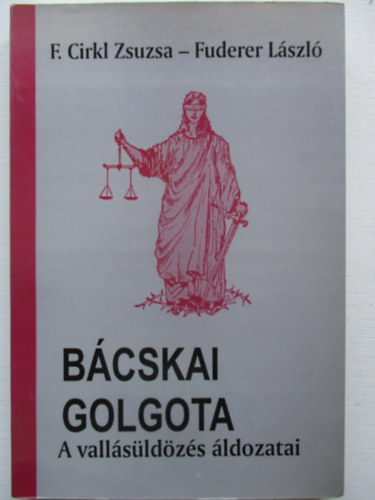 F. Cirkl Zsuzsa – Fuderer László
BÁCSKAI
GOLGOTA
A vallásüldözés áldozatai